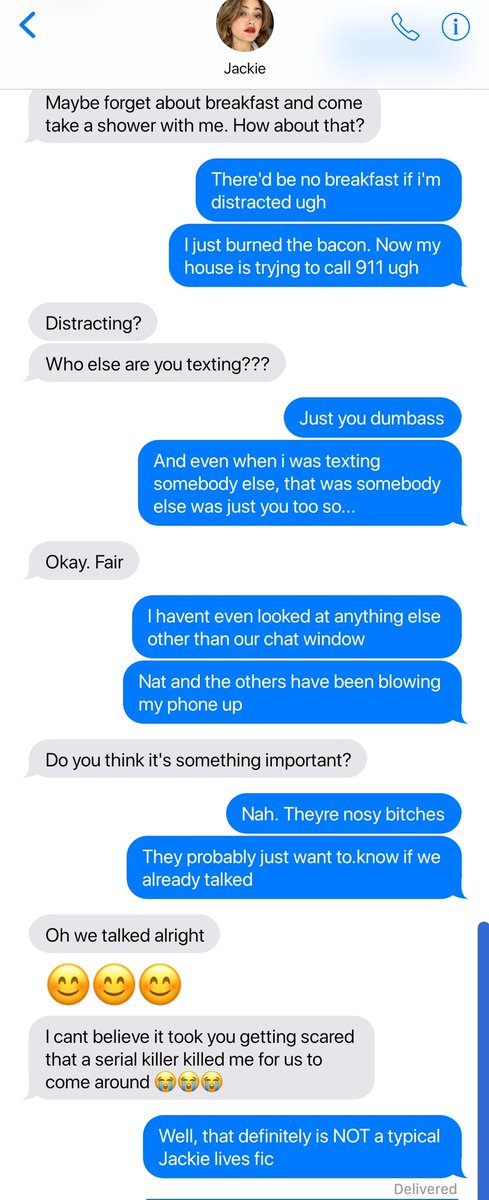 Jackie
Maybe forget about breakfast and come
take a shower with me. How about that?
There'd be no breakfast if i'm
distracted ugh
I just burned the bacon. Now my
house is tryjng to call 911 ugh
Distracting?
Who else are you texting???
Just you dumbass
And even when i was texting
somebody else, that was somebody
else was just you too so...
Okay. Fair
I havent even looked at anything else
other than our chat window
Nat and the others have been blowing
my phone up
Do you think it's something important?
Nah. Theyre nosy bitches
They probably just want to.know if we
already talked
Oh we talked alright
😊😊😊
I cant believe it took you getting scared
that a serial killer killed me for us to
come around 😭😭😭
Well, that definitely is NOT a typical
Jackie lives fic
Delivered